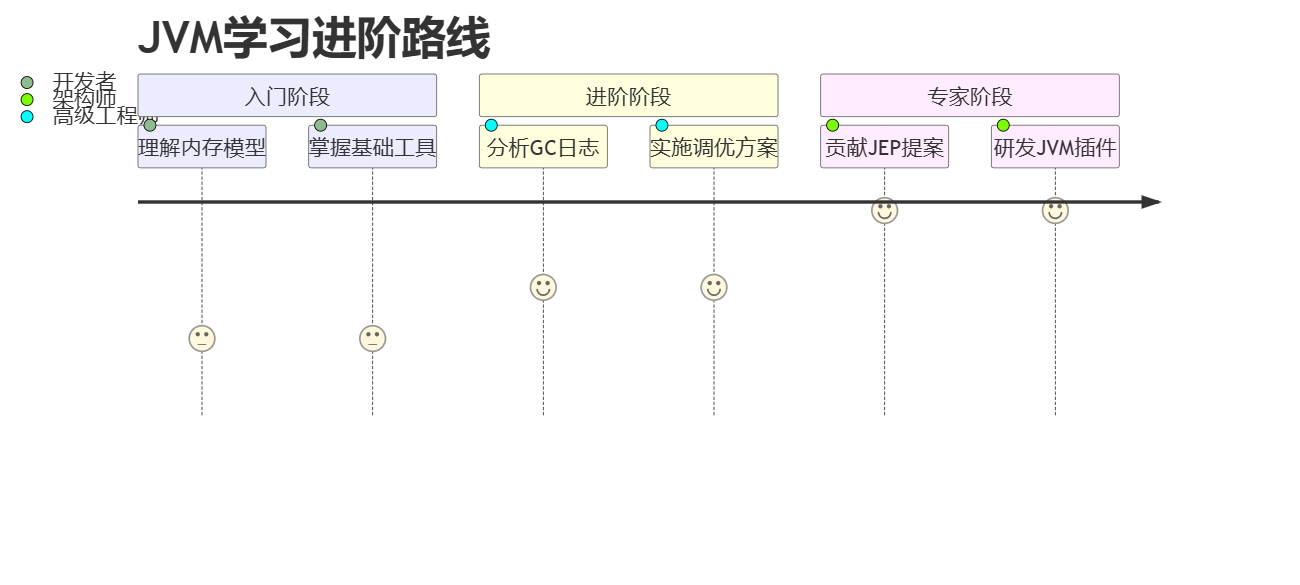 JVM学习进阶路线
开发者
架构师
高级工程师
入门阶段
进阶阶段
专家阶段
理解内存模型
掌握基础工具
分析GC日志
实施调优方案
贡献JEP提案
研发JVM插件